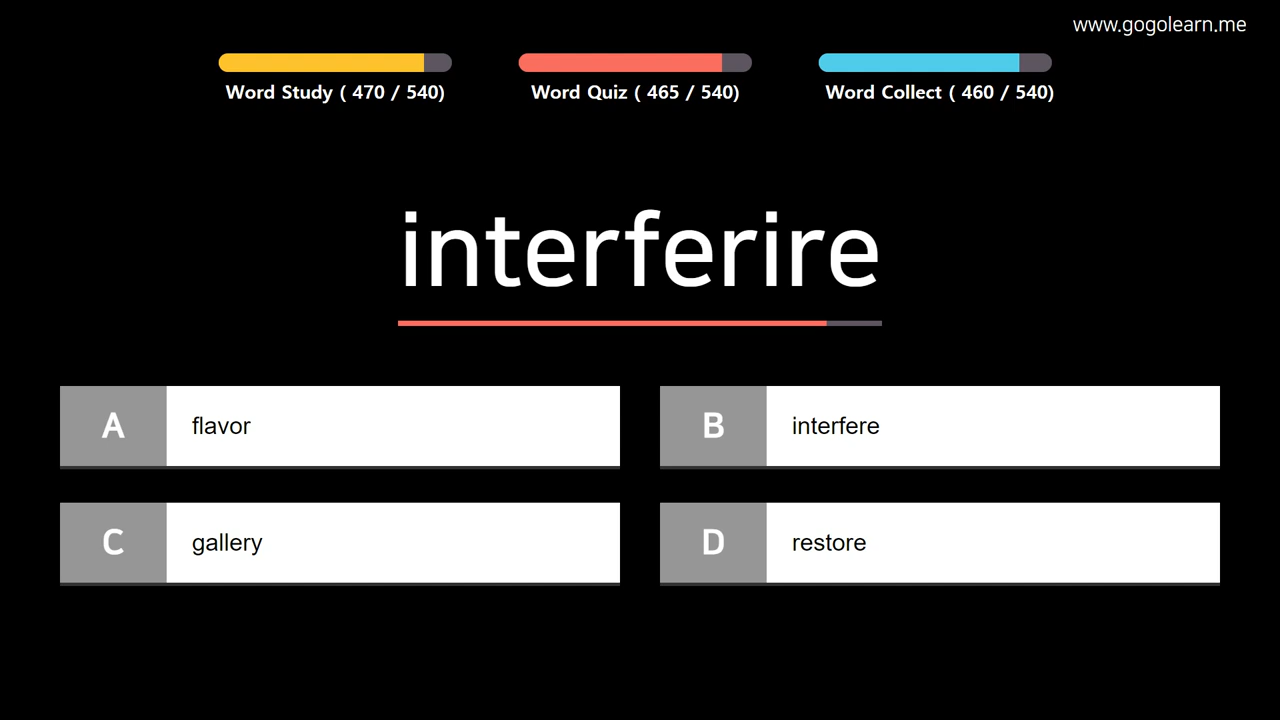 www.gogolearn.me
Word Study ( 470 / 540)
Word Quiz ( 465 / 540)
Word Collect ( 460 / 540)
interferire
A flavor
B interfere
C gallery
D restore